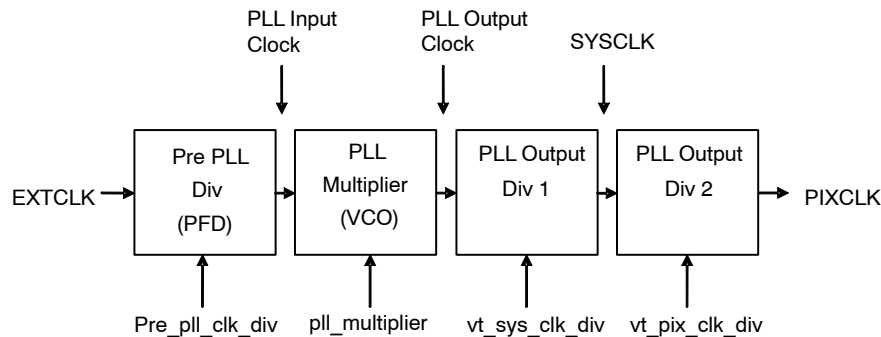 PLL Input
Clock
PLL Output
Clock
SYSCLK
EXTCLK
Pre PLL
Div
(PFD)
PLL
Multiplier
(VCO)
PLL Output
Div 1
PLL Output
Div 2
PIXCLK
Pre_pll_clk_div
pll_multiplier
vt_sys_clk_div
vt_pix_clk_div